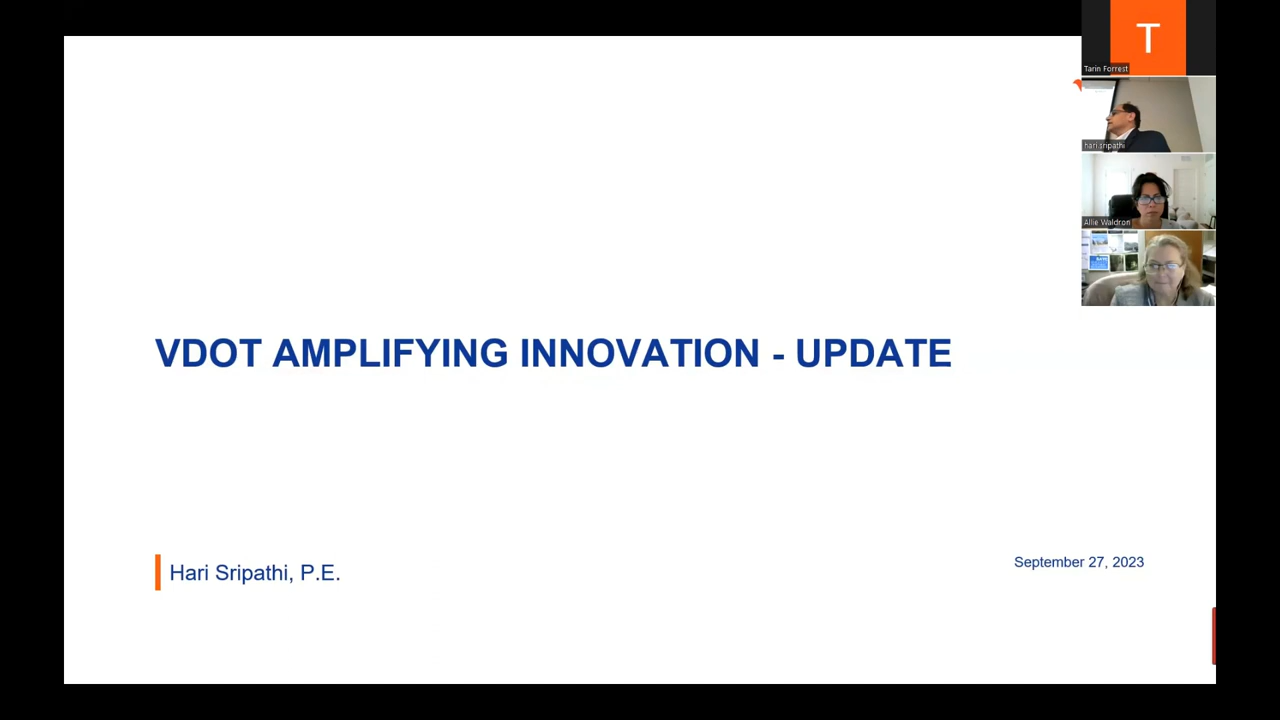 T
Tarin Forrest
hari.sripathi
Allie Waldron
VDOT AMPLIFYING INNOVATION - UPDATE
Hari Sripathi, P.E.
September 27, 2023